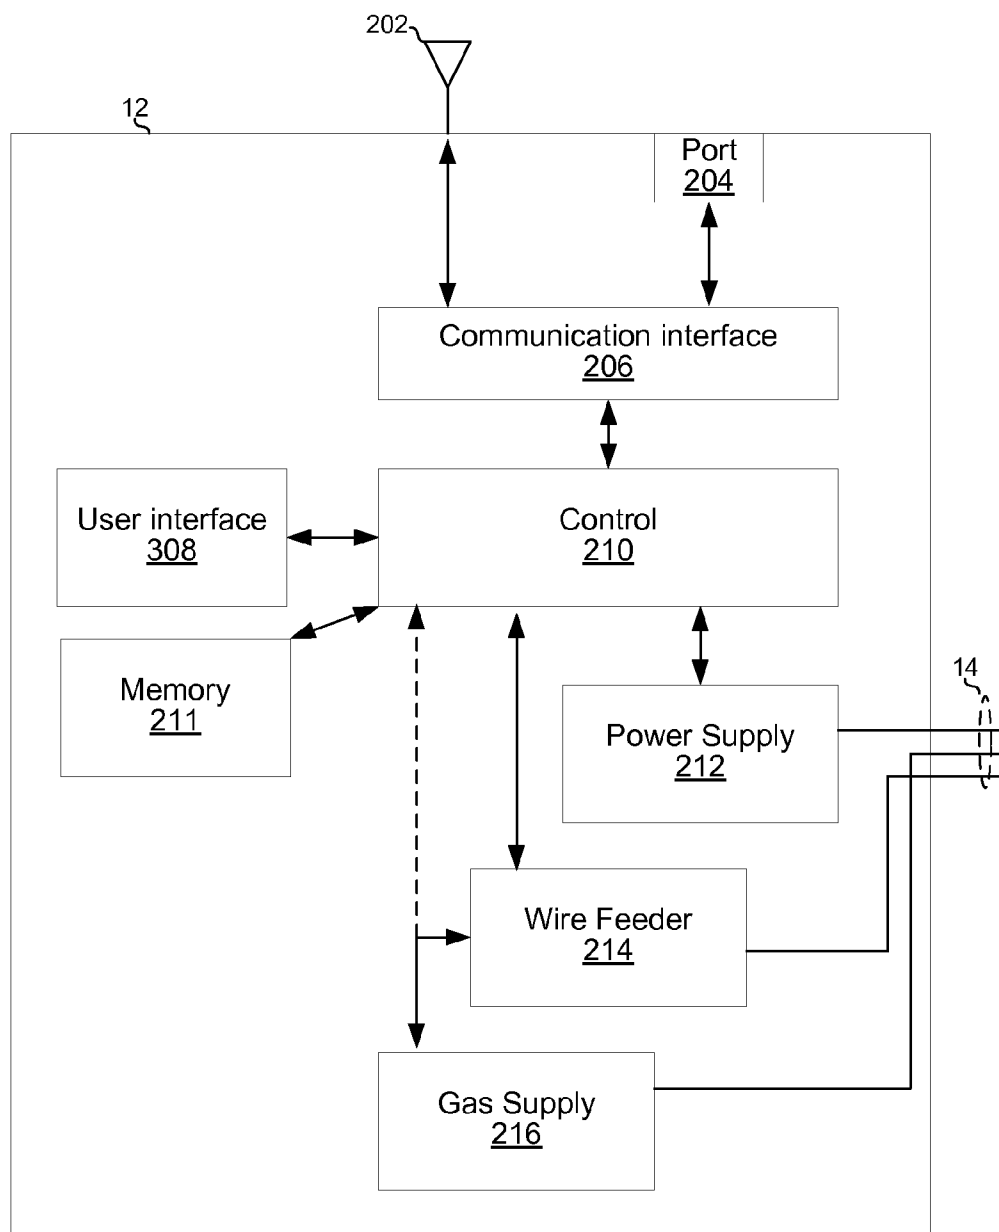 202
12
Port
204
Communication interface
206
User interface
308
Control
210
Memory
211
14
Power Supply
212
Wire Feeder
214
Gas Supply
216